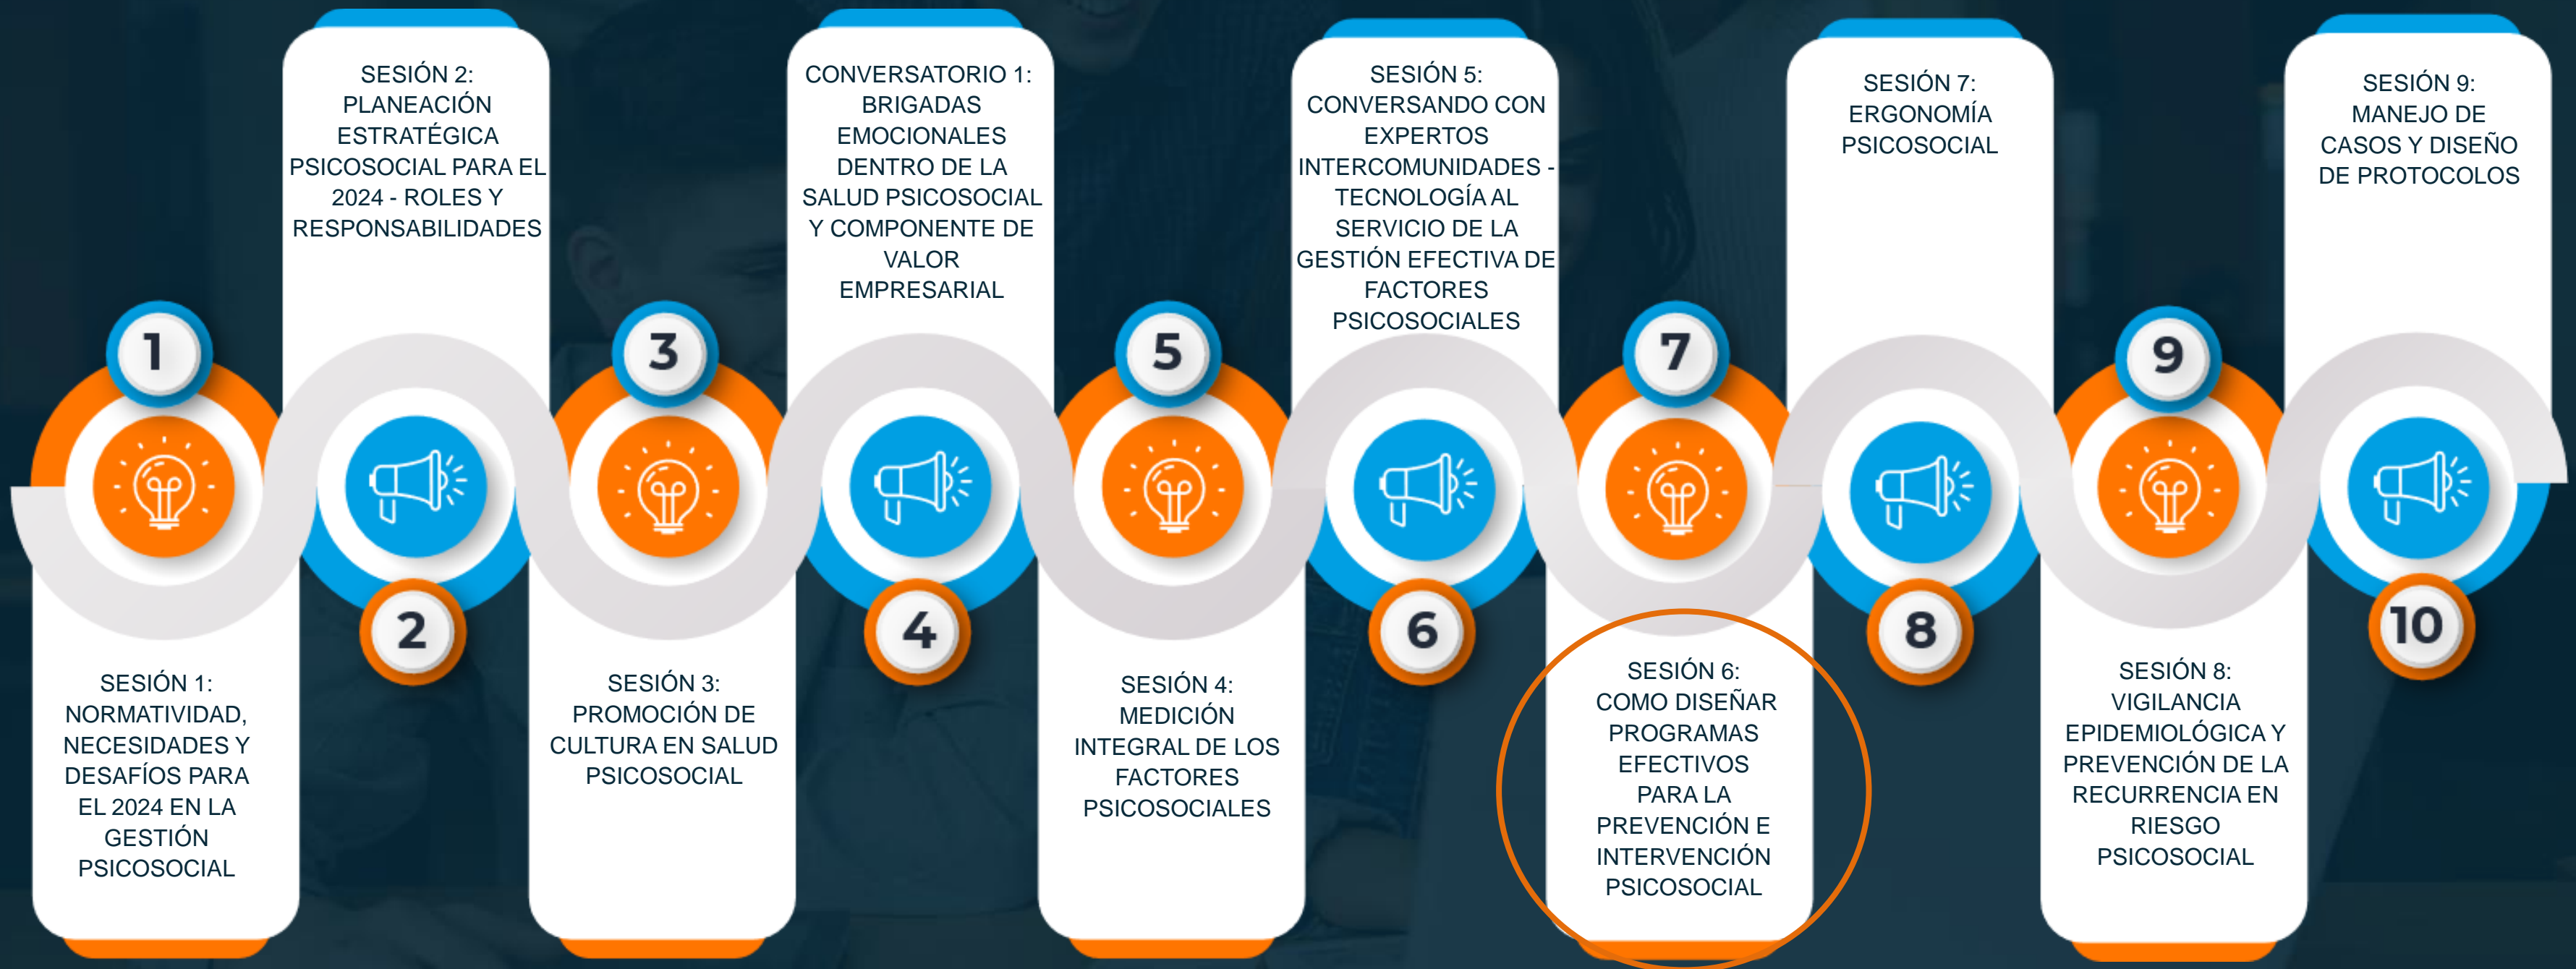 1
SESIÓN 1:
NORMATIVIDAD,
NECESIDADES Y
DESAFÍOS PARA
EL 2024 EN LA
GESTIÓN
PSICOSOCIAL
SESIÓN 2:
PLANEACIÓN
ESTRATÉGICA
PSICOSOCIAL PARA EL
2024 - ROLES Y
RESPONSABILIDADES
2
3
SESIÓN 3:
PROMOCIÓN DE
CULTURA EN SALUD
PSICOSOCIAL
CONVERSATORIO 1:
BRIGADAS
EMOCIONALES
DENTRO DE LA
SALUD PSICOSOCIAL
Y COMPONENTE DE
VALOR
EMPRESARIAL
4
5
SESIÓN 4:
MEDICIÓN
INTEGRAL DE LOS
FACTORES
PSICOSOCIALES
SESIÓN 5:
CONVERSANDO CON
EXPERTOS
INTERCOMUNIDADES -
TECNOLOGÍA AL
SERVICIO DE LA
GESTIÓN EFECTIVA DE
FACTORES
PSICOSOCIALES
6
7
SESIÓN 6:
COMO DISEÑAR
PROGRAMAS
EFECTIVOS
PARA LA
PREVENCIÓN E
INTERVENCIÓN
PSICOSOCIAL
SESIÓN 7:
ERGONOMÍA
PSICOSOCIAL
8
9
SESIÓN 8:
VIGILANCIA
EPIDEMIOLÓGICA Y
PREVENCIÓN DE LA
RECURRENCIA EN
RIESGO
PSICOSOCIAL
SESIÓN 9:
MANEJO DE
CASOS Y DISEÑO
DE PROTOCOLOS
10